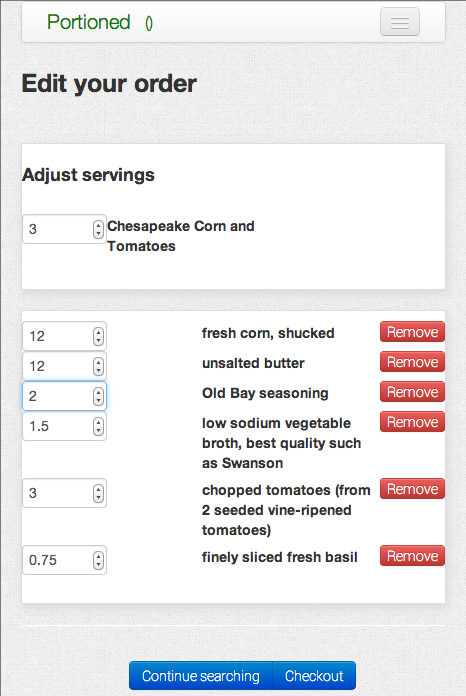 Portioned ()
Edit your order
Adjust servings
3 Chesapeake Corn and
Tomatoes
12 fresh corn, shucked Remove
12 unsalted butter Remove
2 Old Bay seasoning Remove
1.5 low sodium vegetable Remove
broth, best quality such
as Swanson
3 chopped tomatoes (from Remove
2 seeded vine-ripened
tomatoes)
0.75 finely sliced fresh basil Remove
Continue searching Checkout